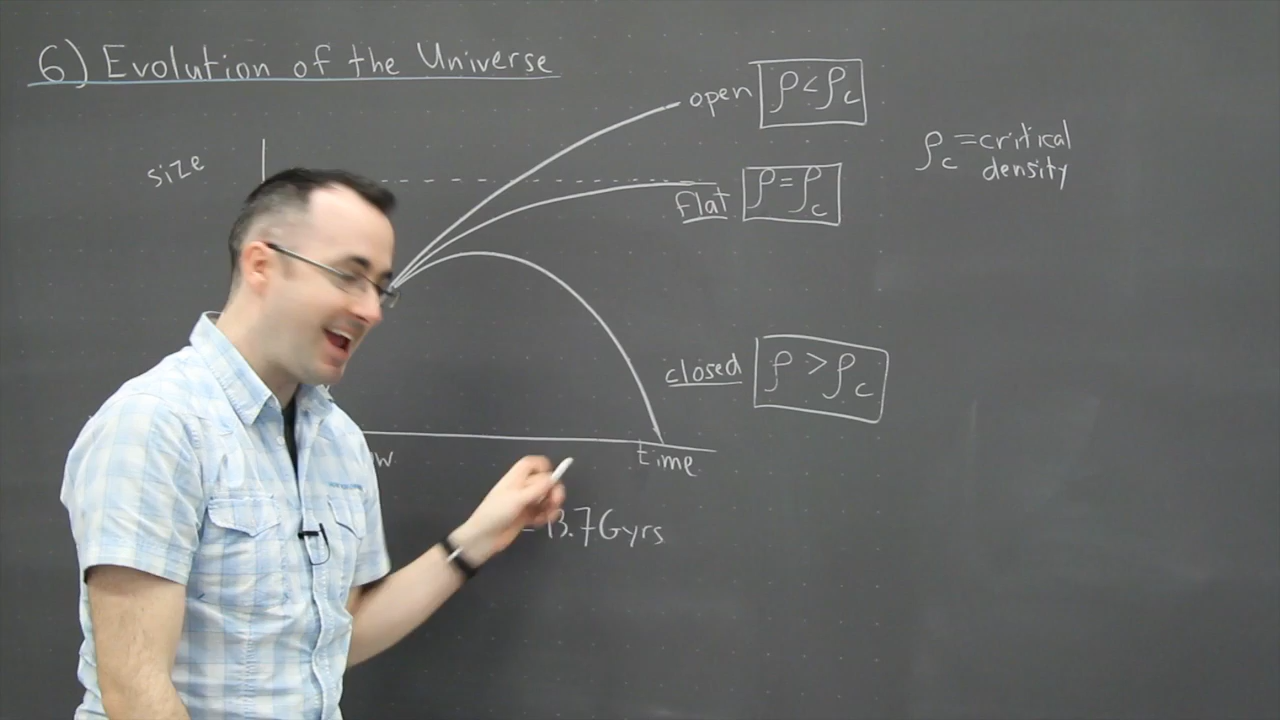 6) Evolution of the Universe
size
open ρ<ρc
ρc = critical
density
flat ρ=ρc
closed ρ>ρc
w
time
= 13.7Gyrs